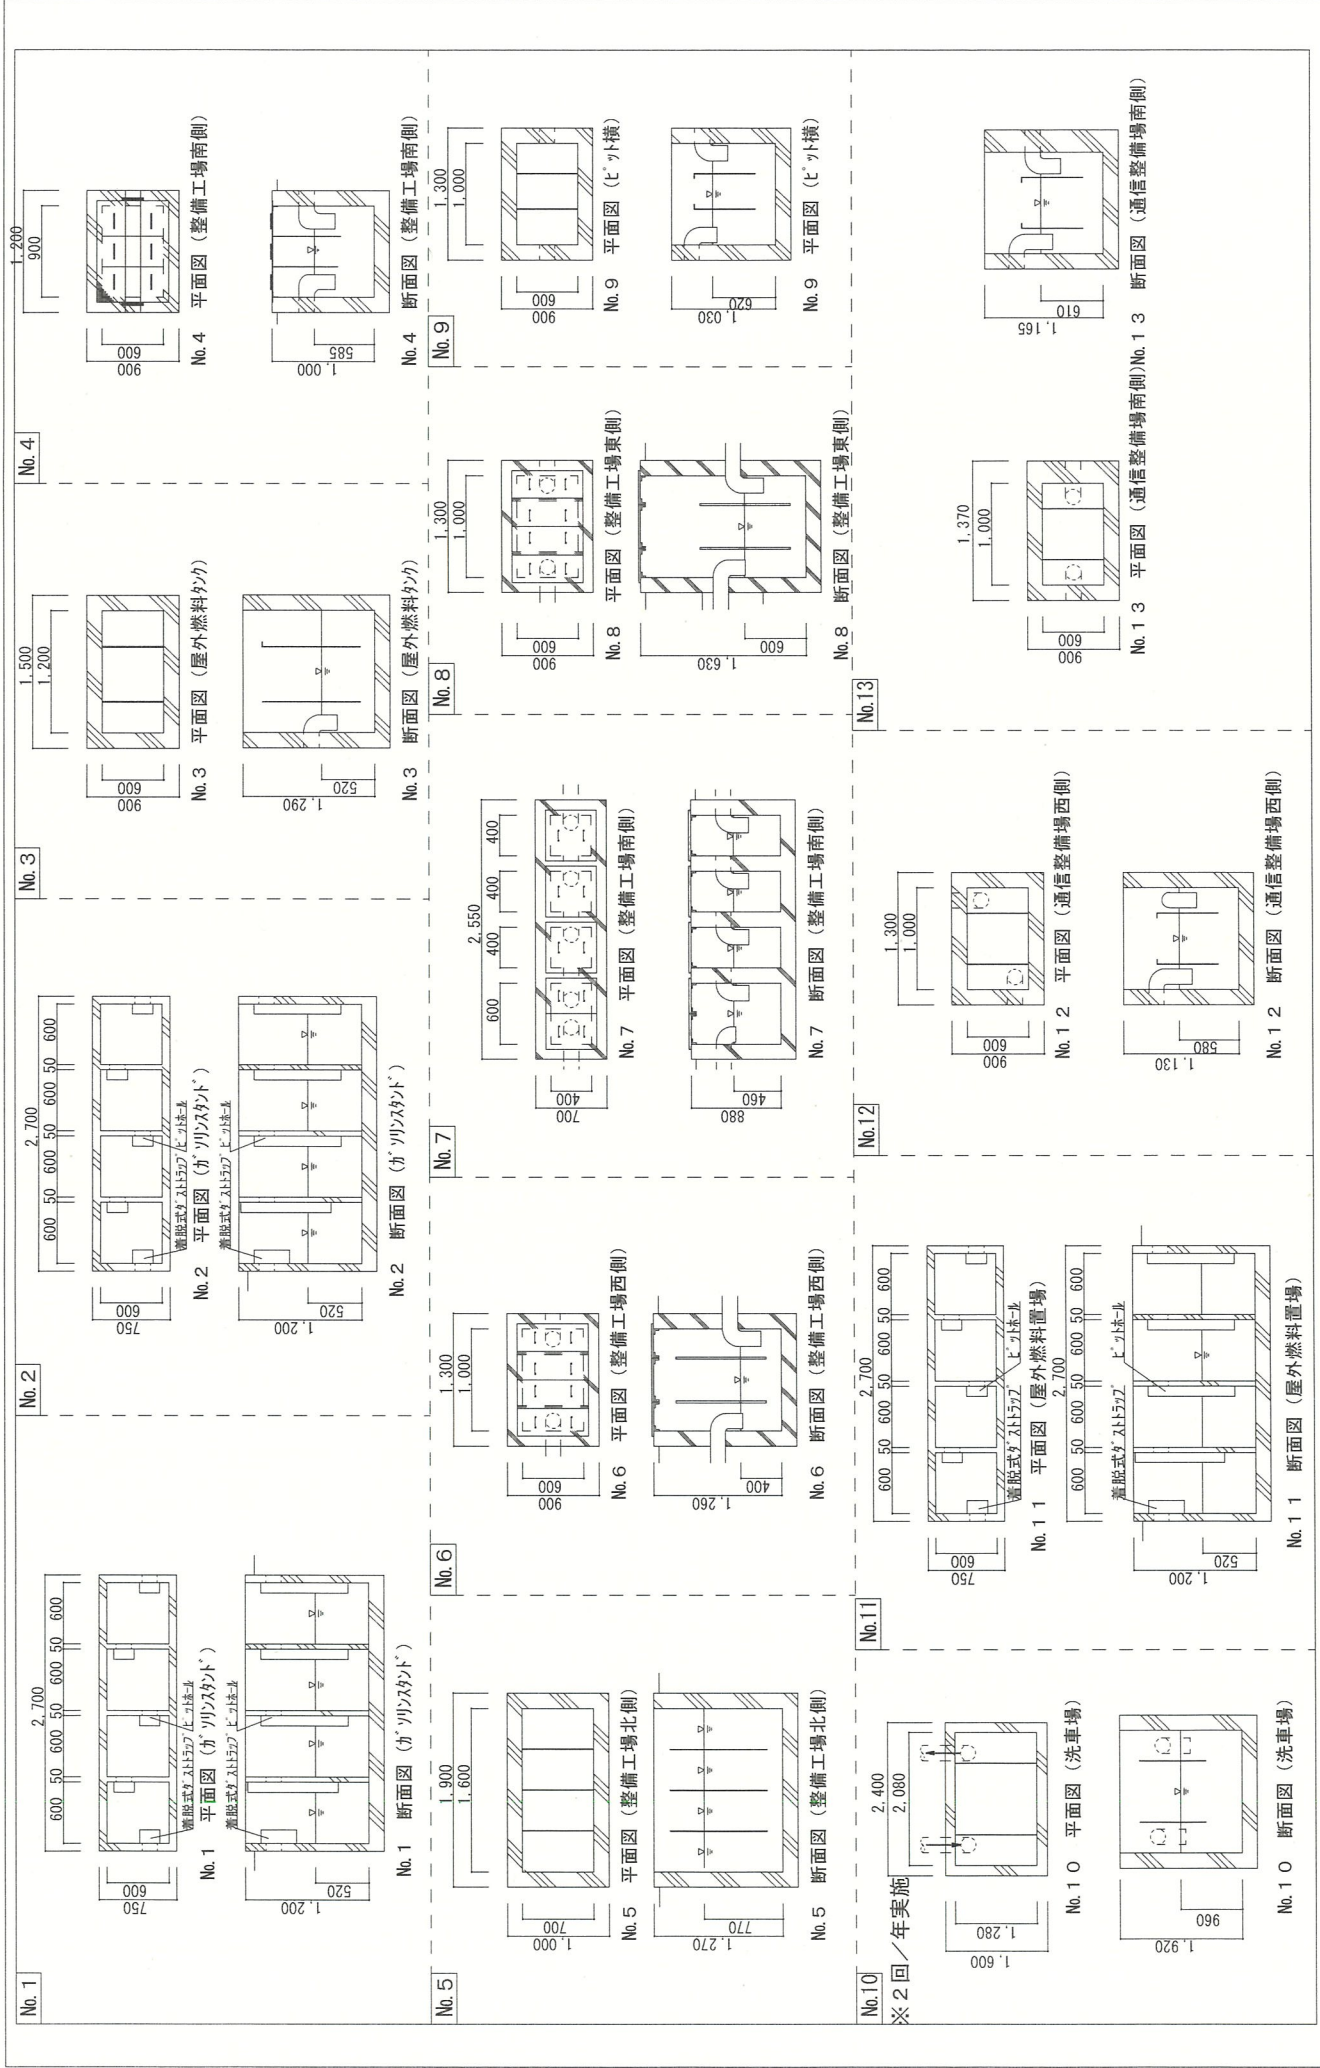 No. 1
2,700
600 50 600 50 600 50 600
750
600
着脱式ダストトラップ ピットホール
No. 1 平面図 (ガソリンスタンド)
着脱式ダストトラップ ピットホール
1,200
520
No. 1 断面図 (ガソリンスタンド)
No. 2
2,700
600 50 600 50 600 50 600
750
600
着脱式ダストトラップ ピットホール
No. 2 平面図 (ガソリンスタンド)
着脱式ダストトラップ ピットホール
1,200
520
No. 2 断面図 (ガソリンスタンド)
No. 3
1,500
1,200
900
600
No. 3 平面図 (屋外燃料タンク)
1,290
520
No. 3 断面図 (屋外燃料タンク)
No. 4
1,200
900
900
600
No. 4 平面図 (整備工場南側)
1,000
585
No. 4 断面図 (整備工場南側)
No. 5
1,900
1,600
1,000
700
No. 5 平面図 (整備工場北側)
1,270
770
No. 5 断面図 (整備工場北側)
No. 6
1,300
1,000
900
600
No. 6 平面図 (整備工場西側)
1,260
400
No. 6 断面図 (整備工場西側)
No. 7
2,550
600 400 400 400
700
400
No. 7 平面図 (整備工場南側)
880
460
No. 7 断面図 (整備工場南側)
No. 8
1,300
1,000
900
600
No. 8 平面図 (整備工場東側)
1,630
600
No. 8 断面図 (整備工場東側)
No. 9
1,300
1,000
900
600
No. 9 平面図 (ピット横)
1,030
620
No. 9 平面図 (ピット横)
No.10
※2回/年実施
2,400
2,080
1,600
1,280
No. 10 平面図 (洗車場)
1,920
960
No. 10 断面図 (洗車場)
No.11
2,700
600 50 600 50 600 50 600
750
600
着脱式ダストトラップ ピットホール
No. 11 平面図 (屋外燃料置場)
2,700
600 50 600 50 600 50 600
着脱式ダストトラップ ピットホール
1,200
520
No. 11 断面図 (屋外燃料置場)
No.12
1,300
1,000
900
600
No. 12 平面図 (通信整備場西側)
1,130
580
No. 12 断面図 (通信整備場西側)
No.13
1,370
1,000
900
600
No. 13 平面図 (通信整備場南側)
1,165
610
No. 13 断面図 (通信整備場南側)